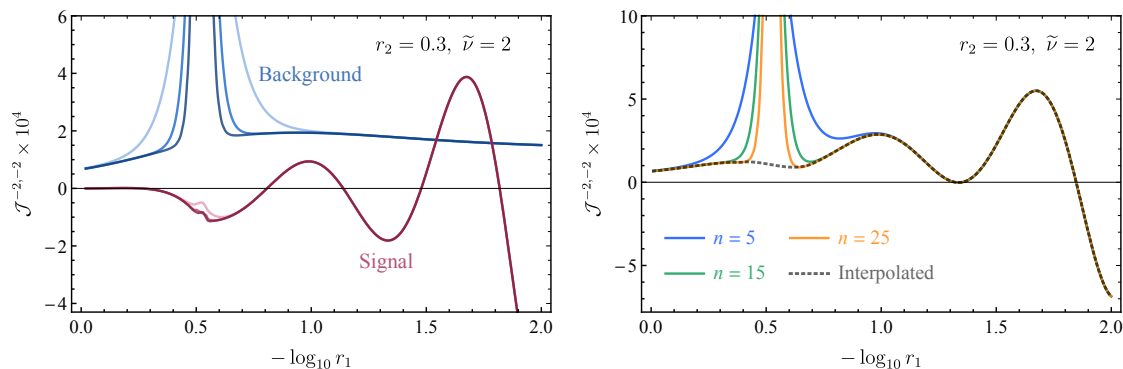 r₂ = 0.3, ν̃ = 2
Background
Signal
𝒥⁻²,⁻² × 10⁴
6
4
2
0
−2
−4
0.0 0.5 1.0 1.5 2.0
− log₁₀ r₁
r₂ = 0.3, ν̃ = 2
𝒥⁻²,⁻² × 10⁴
10
5
0
−5
n = 5
n = 25
n = 15
Interpolated
0.0 0.5 1.0 1.5 2.0
− log₁₀ r₁